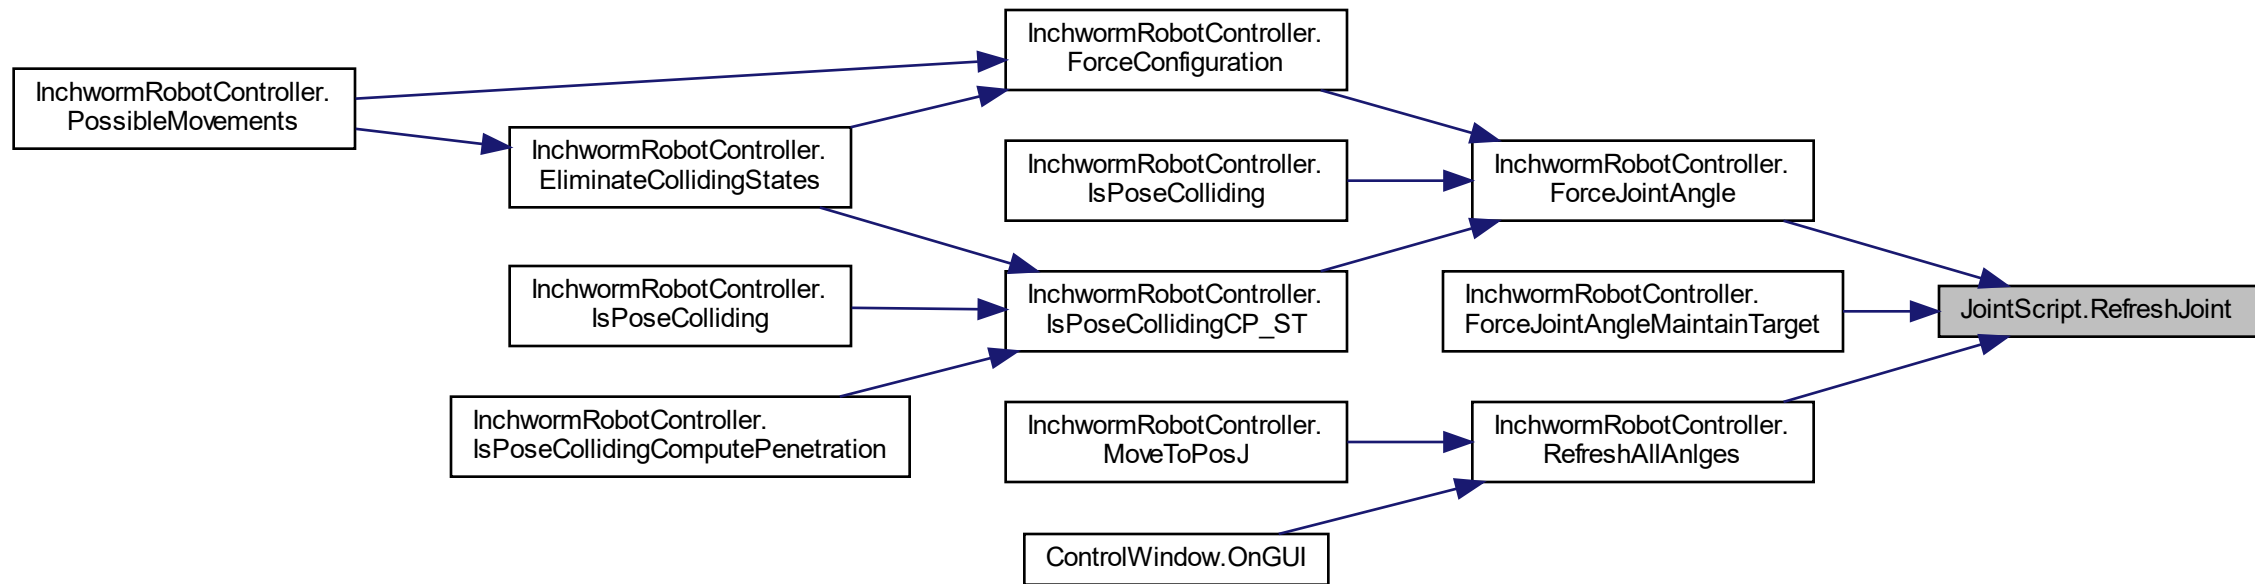 InchwormRobotController.
ForceConfiguration
InchwormRobotController.
PossibleMovements
InchwormRobotController.
EliminateCollidingStates
InchwormRobotController.
IsPoseColliding
InchwormRobotController.
ForceJointAngle
InchwormRobotController.
IsPoseColliding
InchwormRobotController.
IsPoseCollidingCP_ST
InchwormRobotController.
ForceJointAngleMaintainTarget
JointScript.RefreshJoint
InchwormRobotController.
IsPoseCollidingComputePenetration
InchwormRobotController.
MoveToPosJ
InchwormRobotController.
RefreshAllAnlges
ControlWindow.OnGUI